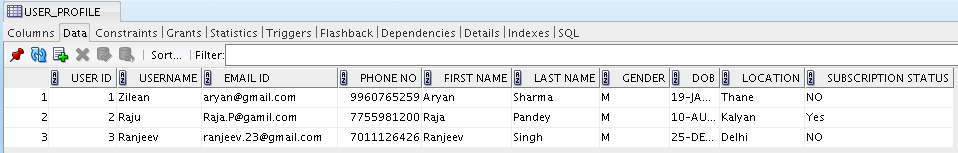 USER_PROFILE
Columns Data Constraints Grants Statistics Triggers Flashback Dependencies Details Indexes SQL
Sort... Filter:
USER ID USERNAME EMAIL ID PHONE NO FIRST NAME LAST NAME GENDER DOB LOCATION SUBSCRIPTION STATUS
1 1 Zilean aryan@gmail.com 9960765259 Aryan Sharma M 19-JA... Thane NO
2 2 Raju Raja.P@gamil.com 7755981200 Raja Pandey M 10-AU... Kalyan Yes
3 3 Ranjeev ranjeev.23@gmail.com 7011126426 Ranjeev Singh M 25-DE... Delhi NO